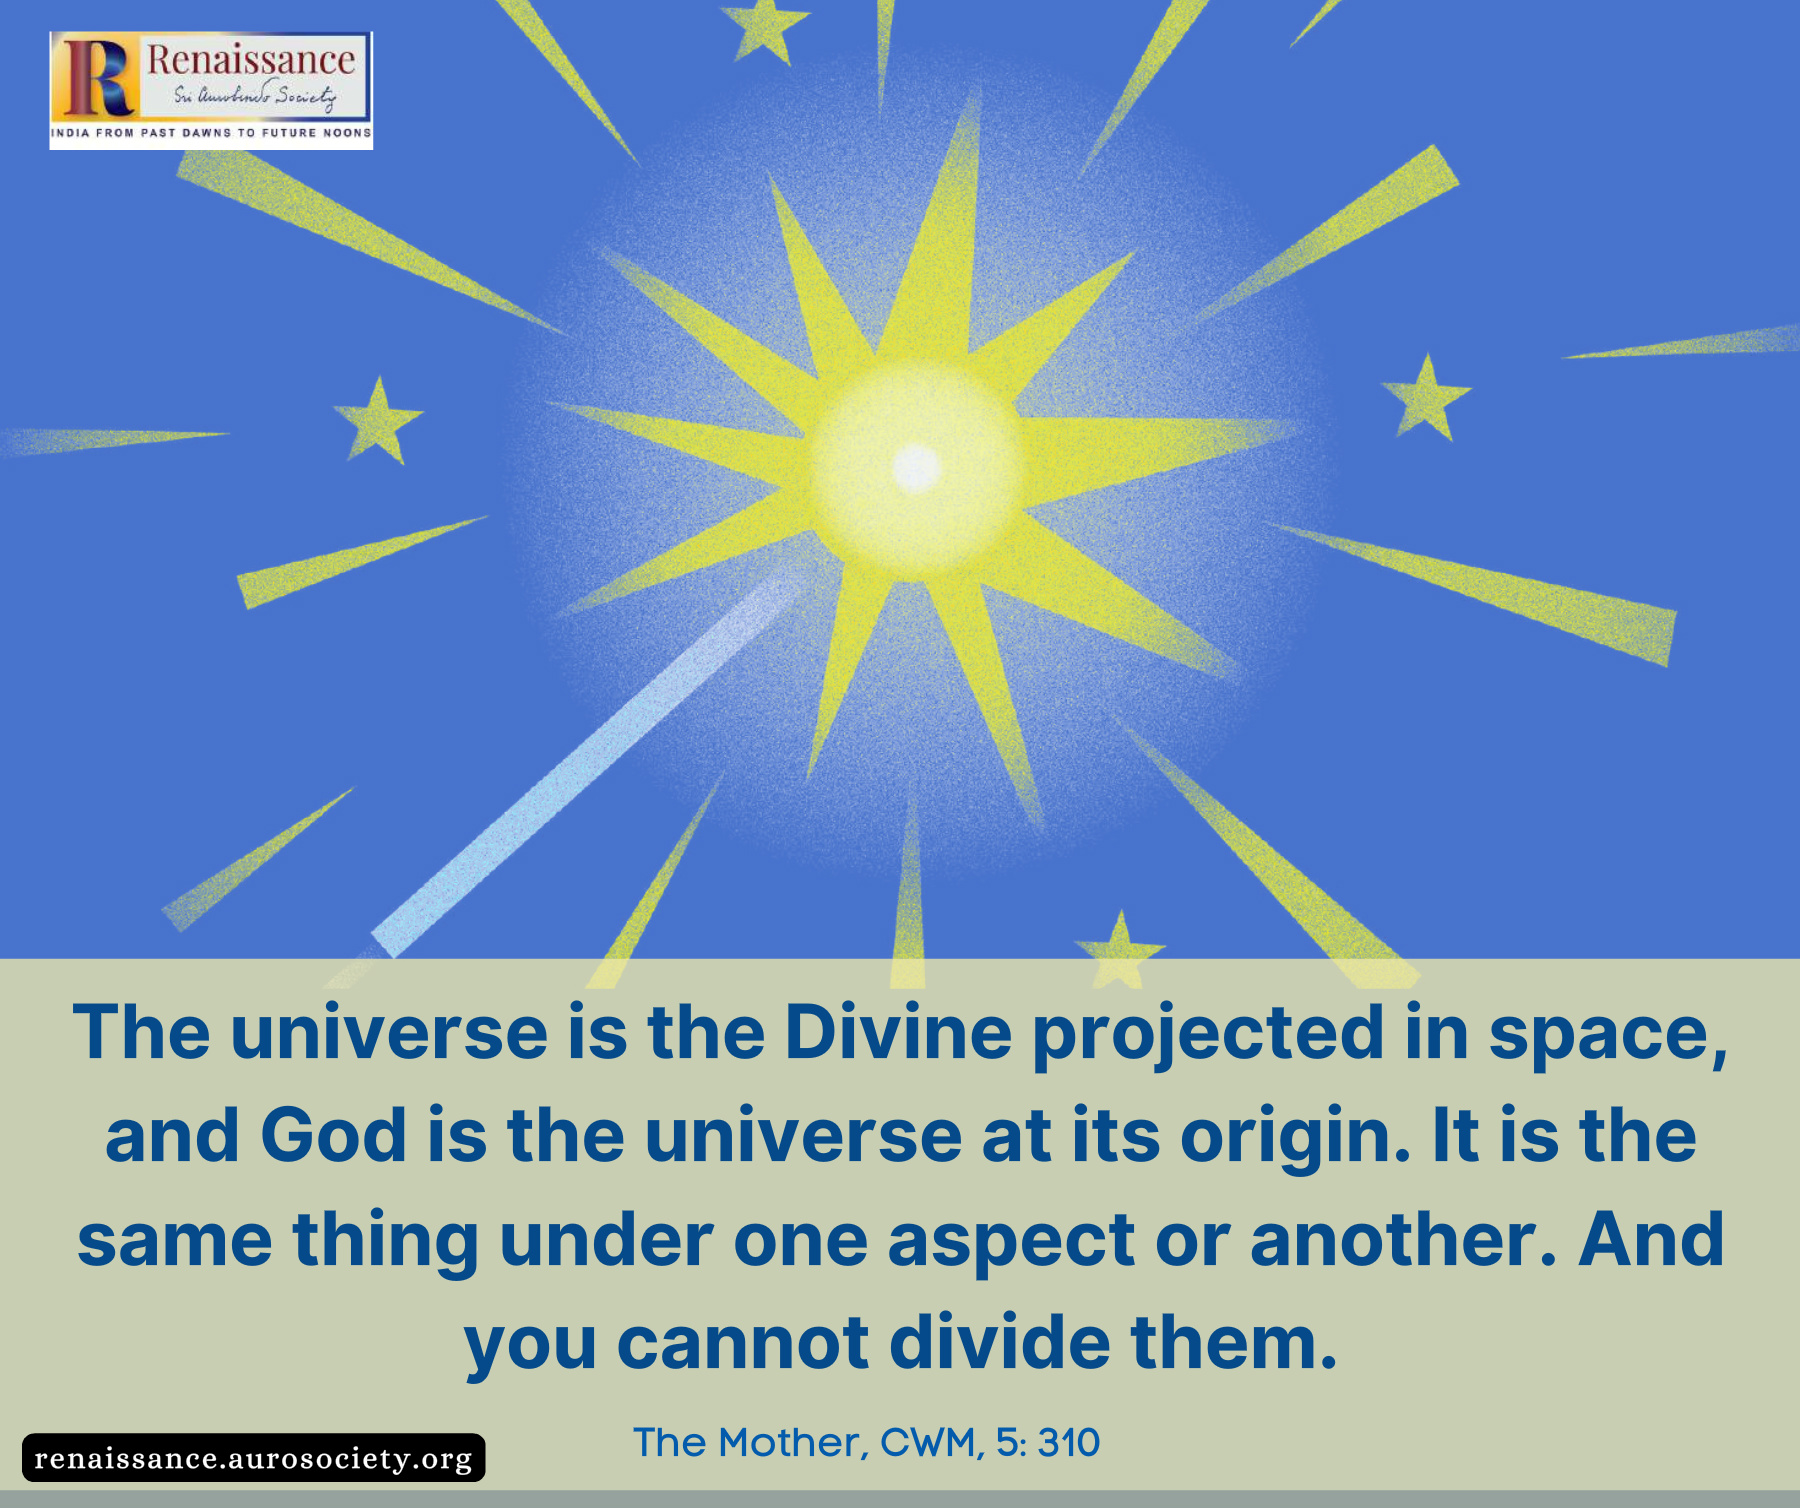 Renaissance
Sri Aurobindo Society
INDIA FROM PAST DAWNS TO FUTURE NOONS
The universe is the Divine projected in space,
and God is the universe at its origin. It is the
same thing under one aspect or another. And
you cannot divide them.
The Mother, CWM, 5: 310
renaissance.aurosociety.org